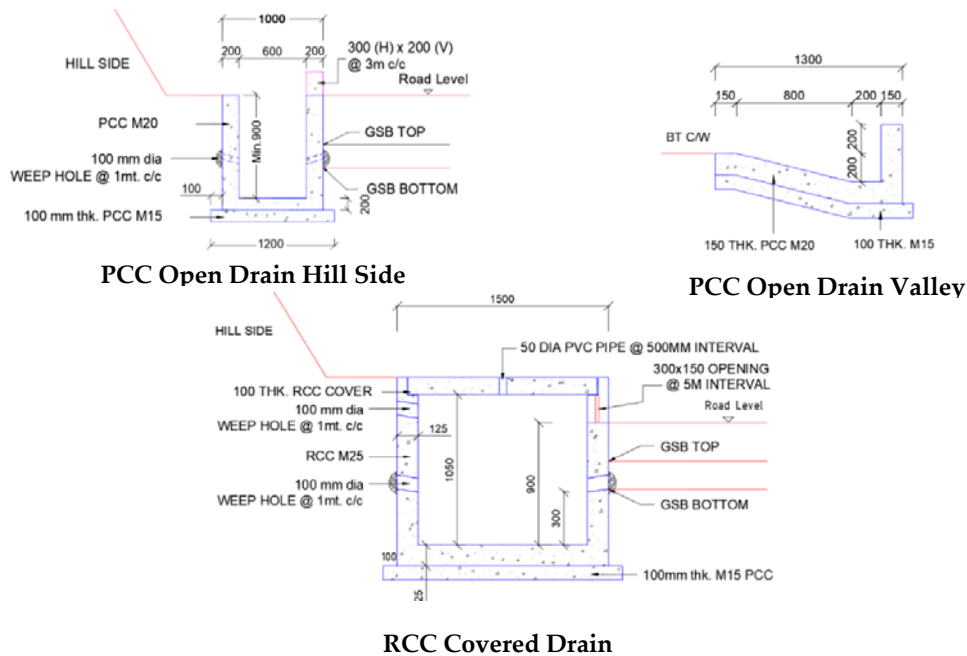 1000
200
600
200
300 (H) x 200 (V)
@ 3m c/c
HILL SIDE
Road Level
PCC M20
Min.900
GSB TOP
100 mm dia
WEEP HOLE @ 1mt. c/c
GSB BOTTOM
100
200
100 mm thk. PCC M15
1200
PCC Open Drain Hill Side
1300
150
800
200
150
BT C/W
200
200
150 THK. PCC M20
100 THK. M15
PCC Open Drain Valley
1500
HILL SIDE
50 DIA PVC PIPE @ 500MM INTERVAL
300x150 OPENING
@ 5M INTERVAL
100 THK. RCC COVER
100 mm dia
WEEP HOLE @ 1mt. c/c
Road Level
125
GSB TOP
RCC M25
1050
900
100 mm dia
WEEP HOLE @ 1mt. c/c
300
GSB BOTTOM
100
25
100mm thk. M15 PCC
RCC Covered Drain